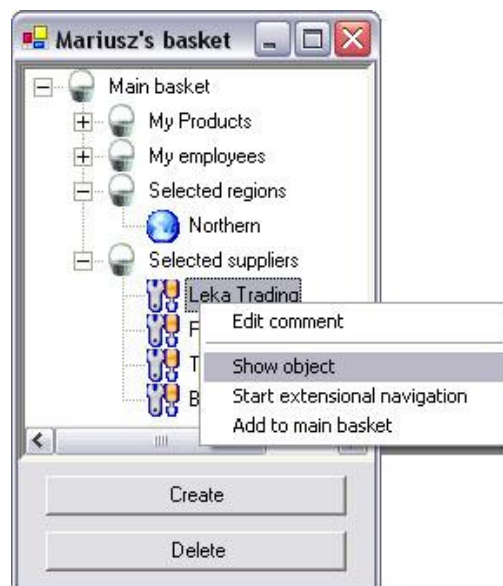 Mariusz's basket
Main basket
My Products
My employees
Selected regions
Northern
Selected suppliers
Leka Trading
F
T
B
Edit comment
Show object
Start extensional navigation
Add to main basket
Create
Delete